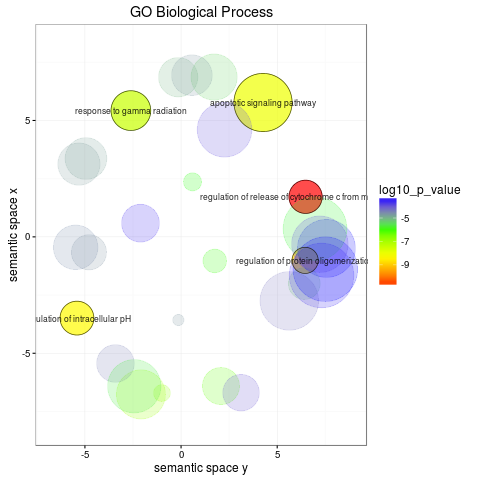 GO Biological Process
response to gamma radiation
apoptotic signaling pathway
regulation of release of cytochrome c from m
regulation of protein oligomerizatio
ulation of intracellular pH
semantic space x
5
0
-5
-5
0
5
semantic space y
log10_p_value
-5
-7
-9